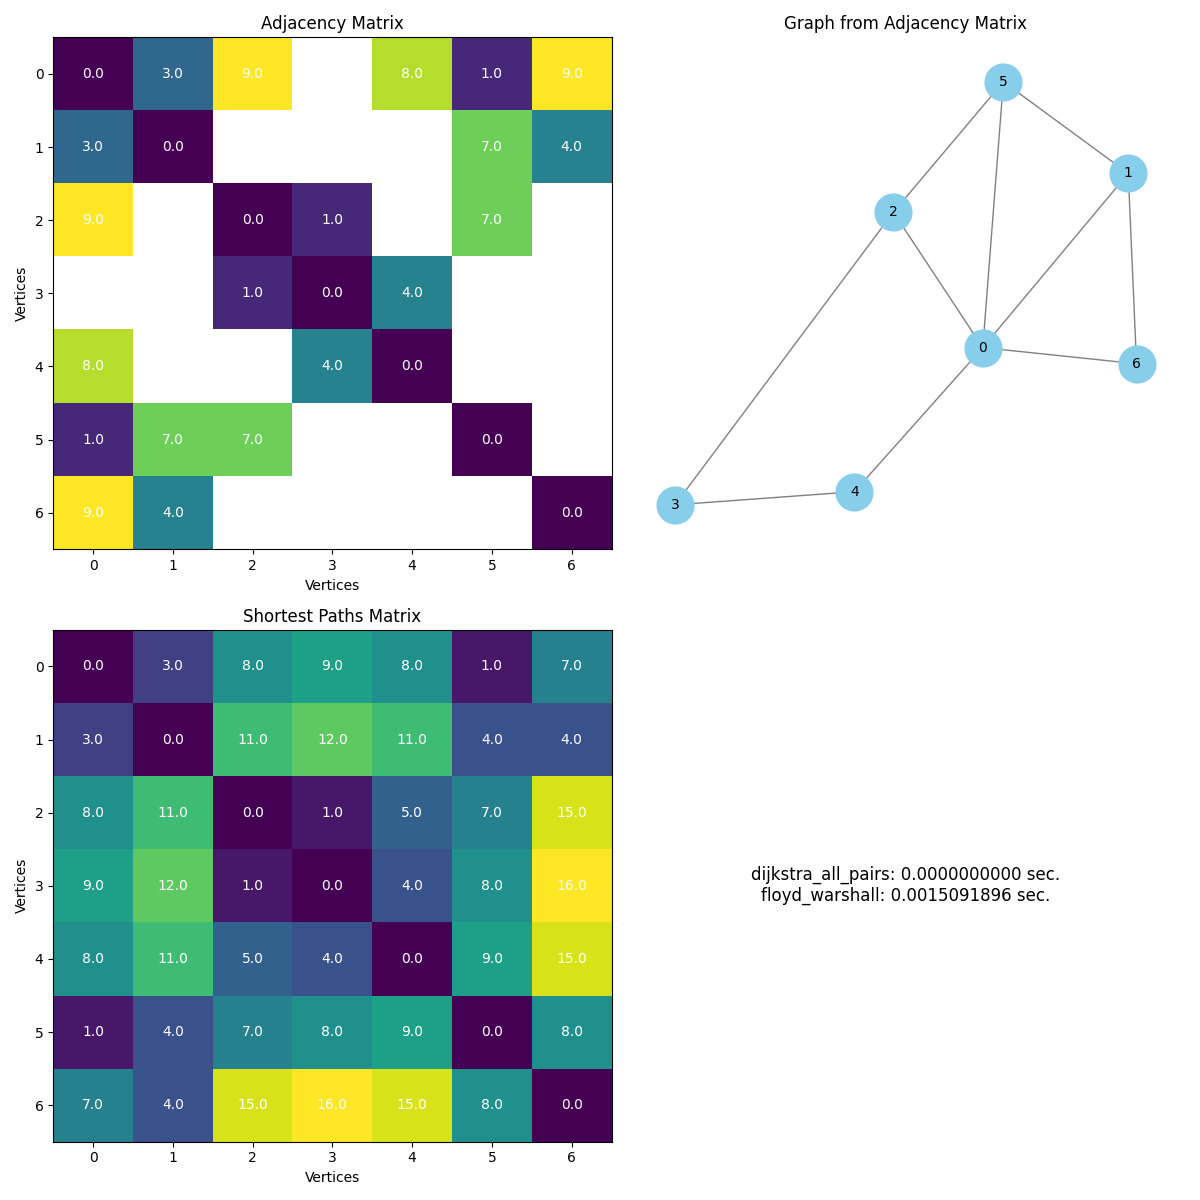 Adjacency Matrix
0 0.0 3.0 9.0 8.0 1.0 9.0
1 3.0 0.0 7.0 4.0
2 9.0 0.0 1.0 7.0
Vertices
3 1.0 0.0 4.0
4 8.0 4.0 0.0
5 1.0 7.0 7.0 0.0
6 9.0 4.0 0.0
0 1 2 3 4 5 6
Vertices
Graph from Adjacency Matrix
5
1
2
0
6
4
3
Shortest Paths Matrix
0 0.0 3.0 8.0 9.0 8.0 1.0 7.0
1 3.0 0.0 11.0 12.0 11.0 4.0 4.0
2 8.0 11.0 0.0 1.0 5.0 7.0 15.0
Vertices
3 9.0 12.0 1.0 0.0 4.0 8.0 16.0
4 8.0 11.0 5.0 4.0 0.0 9.0 15.0
5 1.0 4.0 7.0 8.0 9.0 0.0 8.0
6 7.0 4.0 15.0 16.0 15.0 8.0 0.0
0 1 2 3 4 5 6
Vertices
dijkstra_all_pairs: 0.0000000000 sec.
floyd_warshall: 0.0015091896 sec.